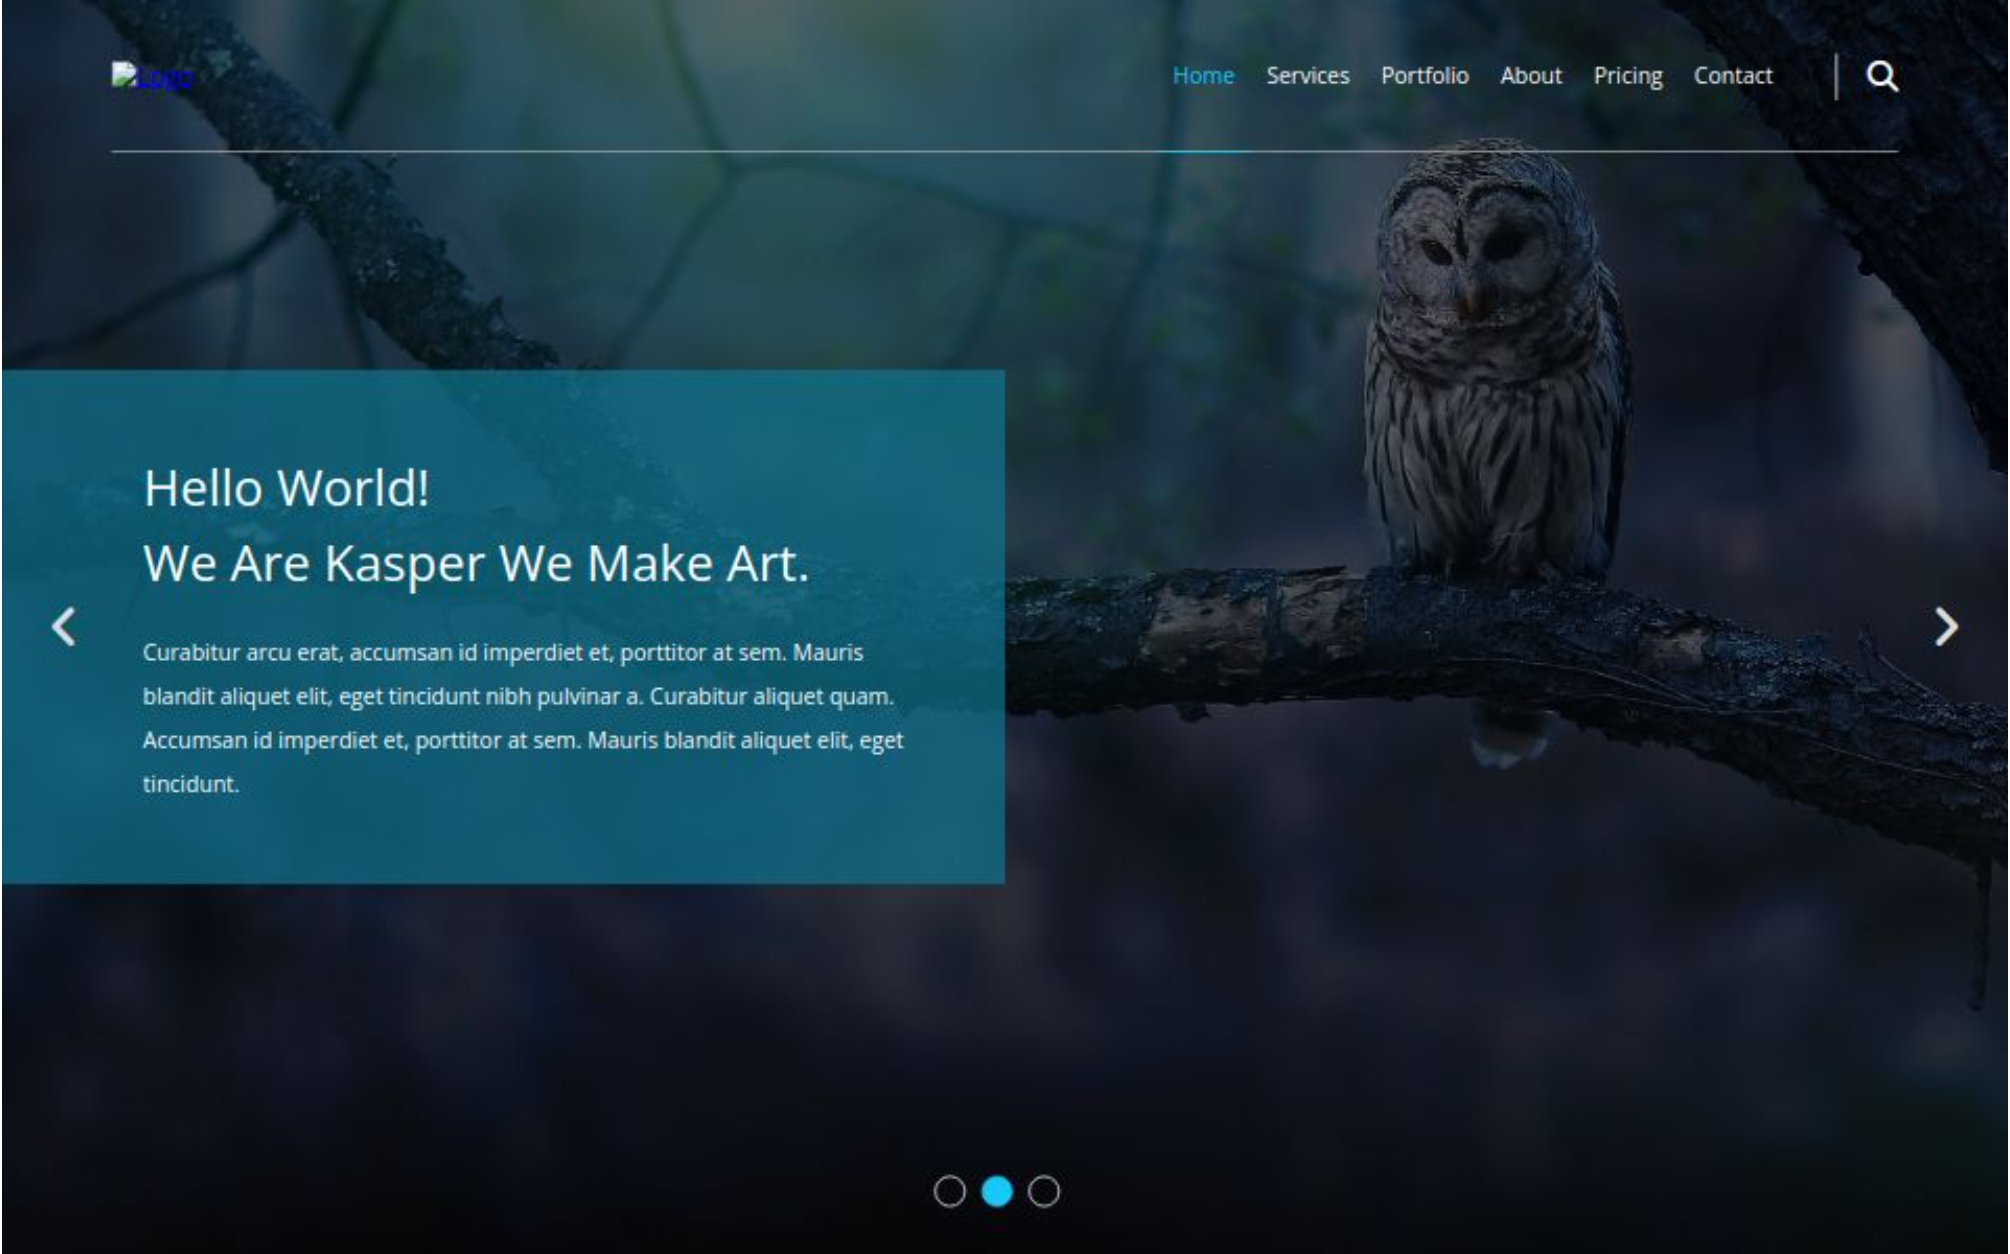 Logo
Home Services Portfolio About Pricing Contact
Hello World!
We Are Kasper We Make Art.
Curabitur arcu erat, accumsan id imperdiet et, porttitor at sem. Mauris
blandit aliquet elit, eget tincidunt nibh pulvinar a. Curabitur aliquet quam.
Accumsan id imperdiet et, porttitor at sem. Mauris blandit aliquet elit, eget
tincidunt.